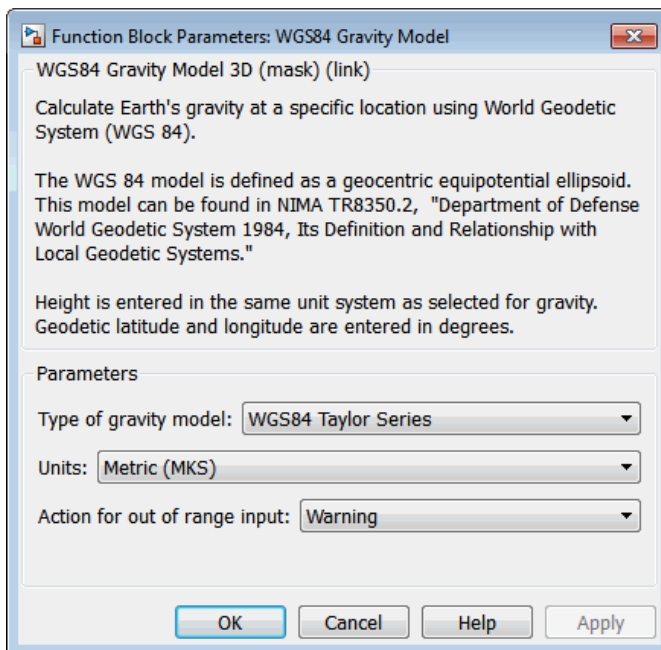 Function Block Parameters: WGS84 Gravity Model
WGS84 Gravity Model 3D (mask) (link)
Calculate Earth's gravity at a specific location using World Geodetic
System (WGS 84).
The WGS 84 model is defined as a geocentric equipotential ellipsoid.
This model can be found in NIMA TR8350.2,  "Department of Defense
World Geodetic System 1984, Its Definition and Relationship with
Local Geodetic Systems."
Height is entered in the same unit system as selected for gravity.
Geodetic latitude and longitude are entered in degrees.
Parameters
Type of gravity model: WGS84 Taylor Series
Units: Metric (MKS)
Action for out of range input: Warning
OK Cancel Help Apply